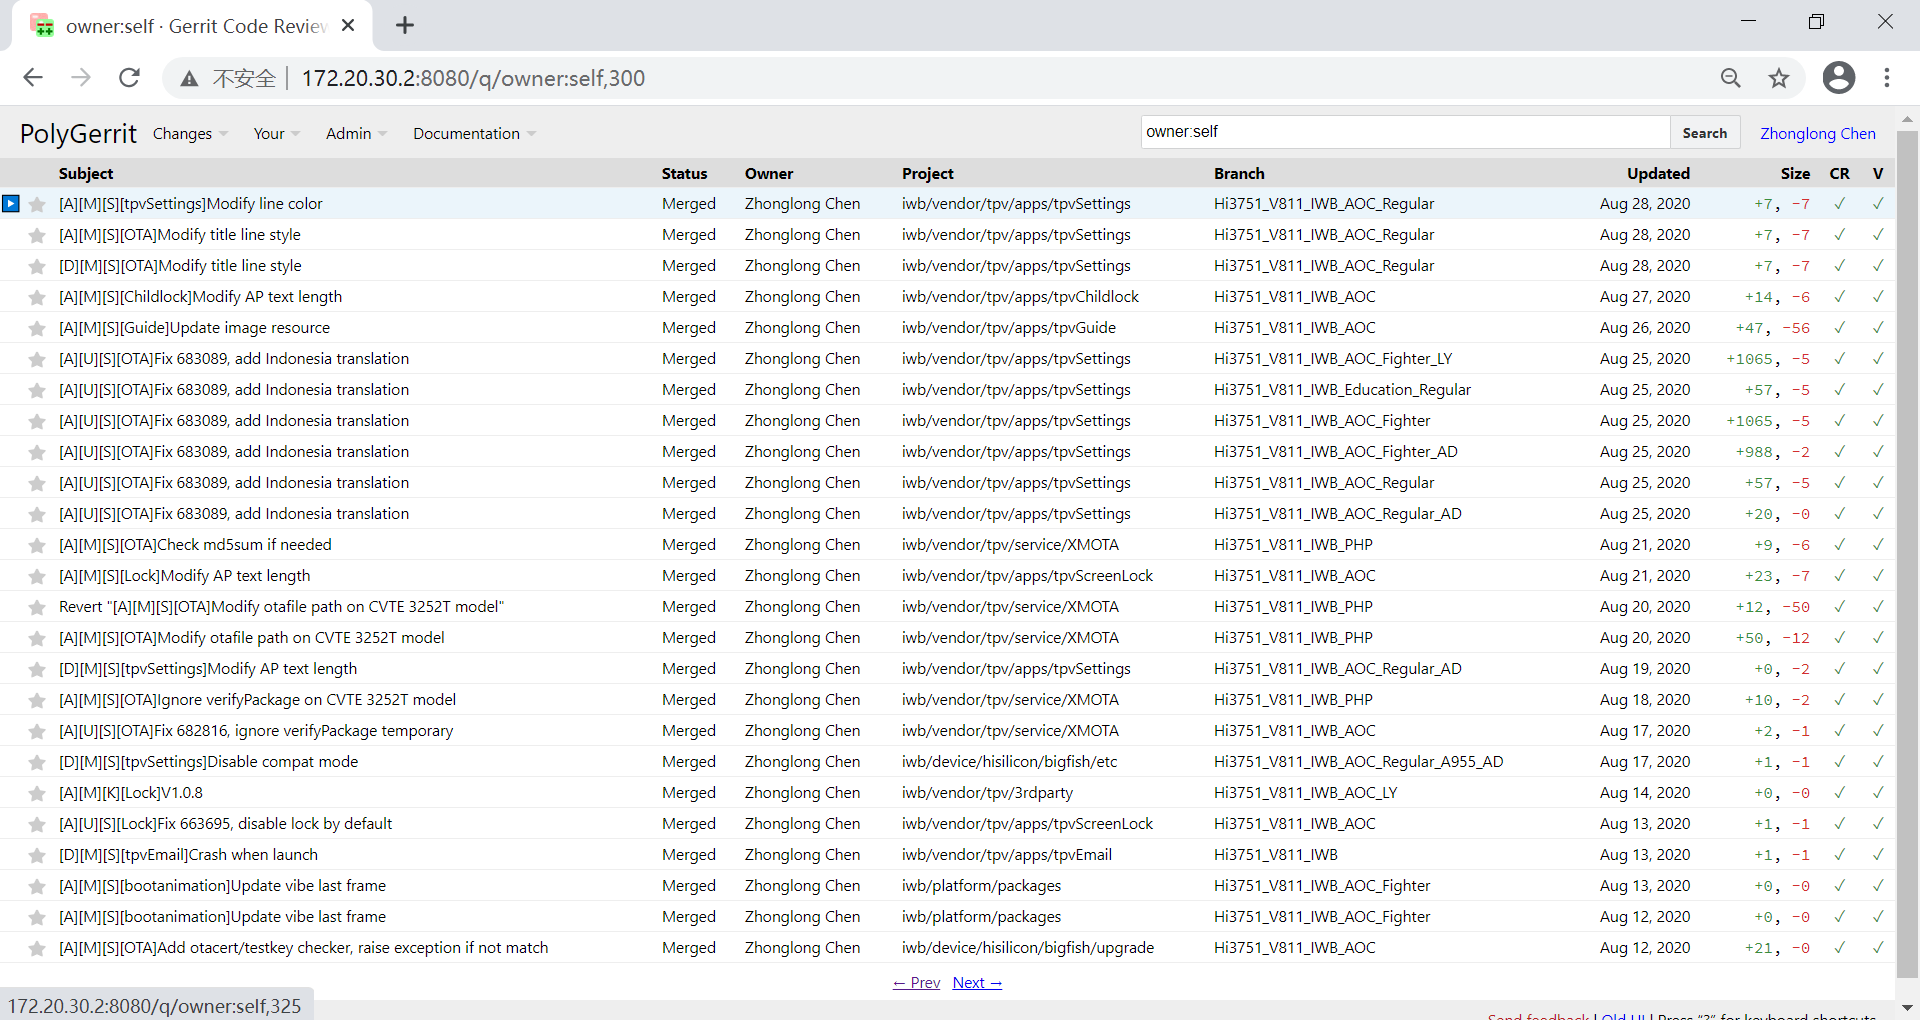 owner:self · Gerrit Code Review
不安全 172.20.30.2:8080/q/owner:self,300
PolyGerrit Changes Your Admin Documentation owner:self Search Zhonglong Chen
Subject Status Owner Project Branch Updated Size CR V
[A][M][S][tpvSettings]Modify line color Merged Zhonglong Chen iwb/vendor/tpv/apps/tpvSettings Hi3751_V811_IWB_AOC_Regular Aug 28, 2020 +7, -7 ✓ ✓
[A][M][S][OTA]Modify title line style Merged Zhonglong Chen iwb/vendor/tpv/apps/tpvSettings Hi3751_V811_IWB_AOC_Regular Aug 28, 2020 +7, -7 ✓ ✓
[D][M][S][OTA]Modify title line style Merged Zhonglong Chen iwb/vendor/tpv/apps/tpvSettings Hi3751_V811_IWB_AOC_Regular Aug 28, 2020 +7, -7 ✓ ✓
[A][M][S][Childlock]Modify AP text length Merged Zhonglong Chen iwb/vendor/tpv/apps/tpvChildlock Hi3751_V811_IWB_AOC Aug 27, 2020 +14, -6 ✓ ✓
[A][M][S][Guide]Update image resource Merged Zhonglong Chen iwb/vendor/tpv/apps/tpvGuide Hi3751_V811_IWB_AOC Aug 26, 2020 +47, -56 ✓ ✓
[A][U][S][OTA]Fix 683089, add Indonesia translation Merged Zhonglong Chen iwb/vendor/tpv/apps/tpvSettings Hi3751_V811_IWB_AOC_Fighter_LY Aug 25, 2020 +1065, -5 ✓ ✓
[A][U][S][OTA]Fix 683089, add Indonesia translation Merged Zhonglong Chen iwb/vendor/tpv/apps/tpvSettings Hi3751_V811_IWB_Education_Regular Aug 25, 2020 +57, -5 ✓ ✓
[A][U][S][OTA]Fix 683089, add Indonesia translation Merged Zhonglong Chen iwb/vendor/tpv/apps/tpvSettings Hi3751_V811_IWB_AOC_Fighter Aug 25, 2020 +1065, -5 ✓ ✓
[A][U][S][OTA]Fix 683089, add Indonesia translation Merged Zhonglong Chen iwb/vendor/tpv/apps/tpvSettings Hi3751_V811_IWB_AOC_Fighter_AD Aug 25, 2020 +988, -2 ✓ ✓
[A][U][S][OTA]Fix 683089, add Indonesia translation Merged Zhonglong Chen iwb/vendor/tpv/apps/tpvSettings Hi3751_V811_IWB_AOC_Regular Aug 25, 2020 +57, -5 ✓ ✓
[A][U][S][OTA]Fix 683089, add Indonesia translation Merged Zhonglong Chen iwb/vendor/tpv/apps/tpvSettings Hi3751_V811_IWB_AOC_Regular_AD Aug 25, 2020 +20, -0 ✓ ✓
[A][M][S][OTA]Check md5sum if needed Merged Zhonglong Chen iwb/vendor/tpv/service/XMOTA Hi3751_V811_IWB_PHP Aug 21, 2020 +9, -6 ✓ ✓
[A][M][S][Lock]Modify AP text length Merged Zhonglong Chen iwb/vendor/tpv/apps/tpvScreenLock Hi3751_V811_IWB_AOC Aug 21, 2020 +23, -7 ✓ ✓
Revert "[A][M][S][OTA]Modify otafile path on CVTE 3252T model" Merged Zhonglong Chen iwb/vendor/tpv/service/XMOTA Hi3751_V811_IWB_PHP Aug 20, 2020 +12, -50 ✓ ✓
[A][M][S][OTA]Modify otafile path on CVTE 3252T model Merged Zhonglong Chen iwb/vendor/tpv/service/XMOTA Hi3751_V811_IWB_PHP Aug 20, 2020 +50, -12 ✓ ✓
[D][M][S][tpvSettings]Modify AP text length Merged Zhonglong Chen iwb/vendor/tpv/apps/tpvSettings Hi3751_V811_IWB_AOC_Regular_AD Aug 19, 2020 +0, -2 ✓ ✓
[A][M][S][OTA]Ignore verifyPackage on CVTE 3252T model Merged Zhonglong Chen iwb/vendor/tpv/service/XMOTA Hi3751_V811_IWB_PHP Aug 18, 2020 +10, -2 ✓ ✓
[A][U][S][OTA]Fix 682816, ignore verifyPackage temporary Merged Zhonglong Chen iwb/vendor/tpv/service/XMOTA Hi3751_V811_IWB_AOC Aug 17, 2020 +2, -1 ✓ ✓
[D][M][S][tpvSettings]Disable compat mode Merged Zhonglong Chen iwb/device/hisilicon/bigfish/etc Hi3751_V811_IWB_AOC_Regular_A955_AD Aug 17, 2020 +1, -1 ✓ ✓
[A][M][K][Lock]V1.0.8 Merged Zhonglong Chen iwb/vendor/tpv/3rdparty Hi3751_V811_IWB_AOC_LY Aug 14, 2020 +0, -0 ✓ ✓
[A][U][S][Lock]Fix 663695, disable lock by default Merged Zhonglong Chen iwb/vendor/tpv/apps/tpvScreenLock Hi3751_V811_IWB_AOC Aug 13, 2020 +1, -1 ✓ ✓
[D][M][S][tpvEmail]Crash when launch Merged Zhonglong Chen iwb/vendor/tpv/apps/tpvEmail Hi3751_V811_IWB Aug 13, 2020 +1, -1 ✓ ✓
[A][M][S][bootanimation]Update vibe last frame Merged Zhonglong Chen iwb/platform/packages Hi3751_V811_IWB_AOC_Fighter Aug 13, 2020 +0, -0 ✓ ✓
[A][M][S][bootanimation]Update vibe last frame Merged Zhonglong Chen iwb/platform/packages Hi3751_V811_IWB_AOC_Fighter Aug 12, 2020 +0, -0 ✓ ✓
[A][M][S][OTA]Add otacert/testkey checker, raise exception if not match Merged Zhonglong Chen iwb/device/hisilicon/bigfish/upgrade Hi3751_V811_IWB_AOC Aug 12, 2020 +21, -0 ✓ ✓
← Prev Next →
172.20.30.2:8080/q/owner:self,325
Send feedback | Old UI | Press "?" for keyboard shortcuts